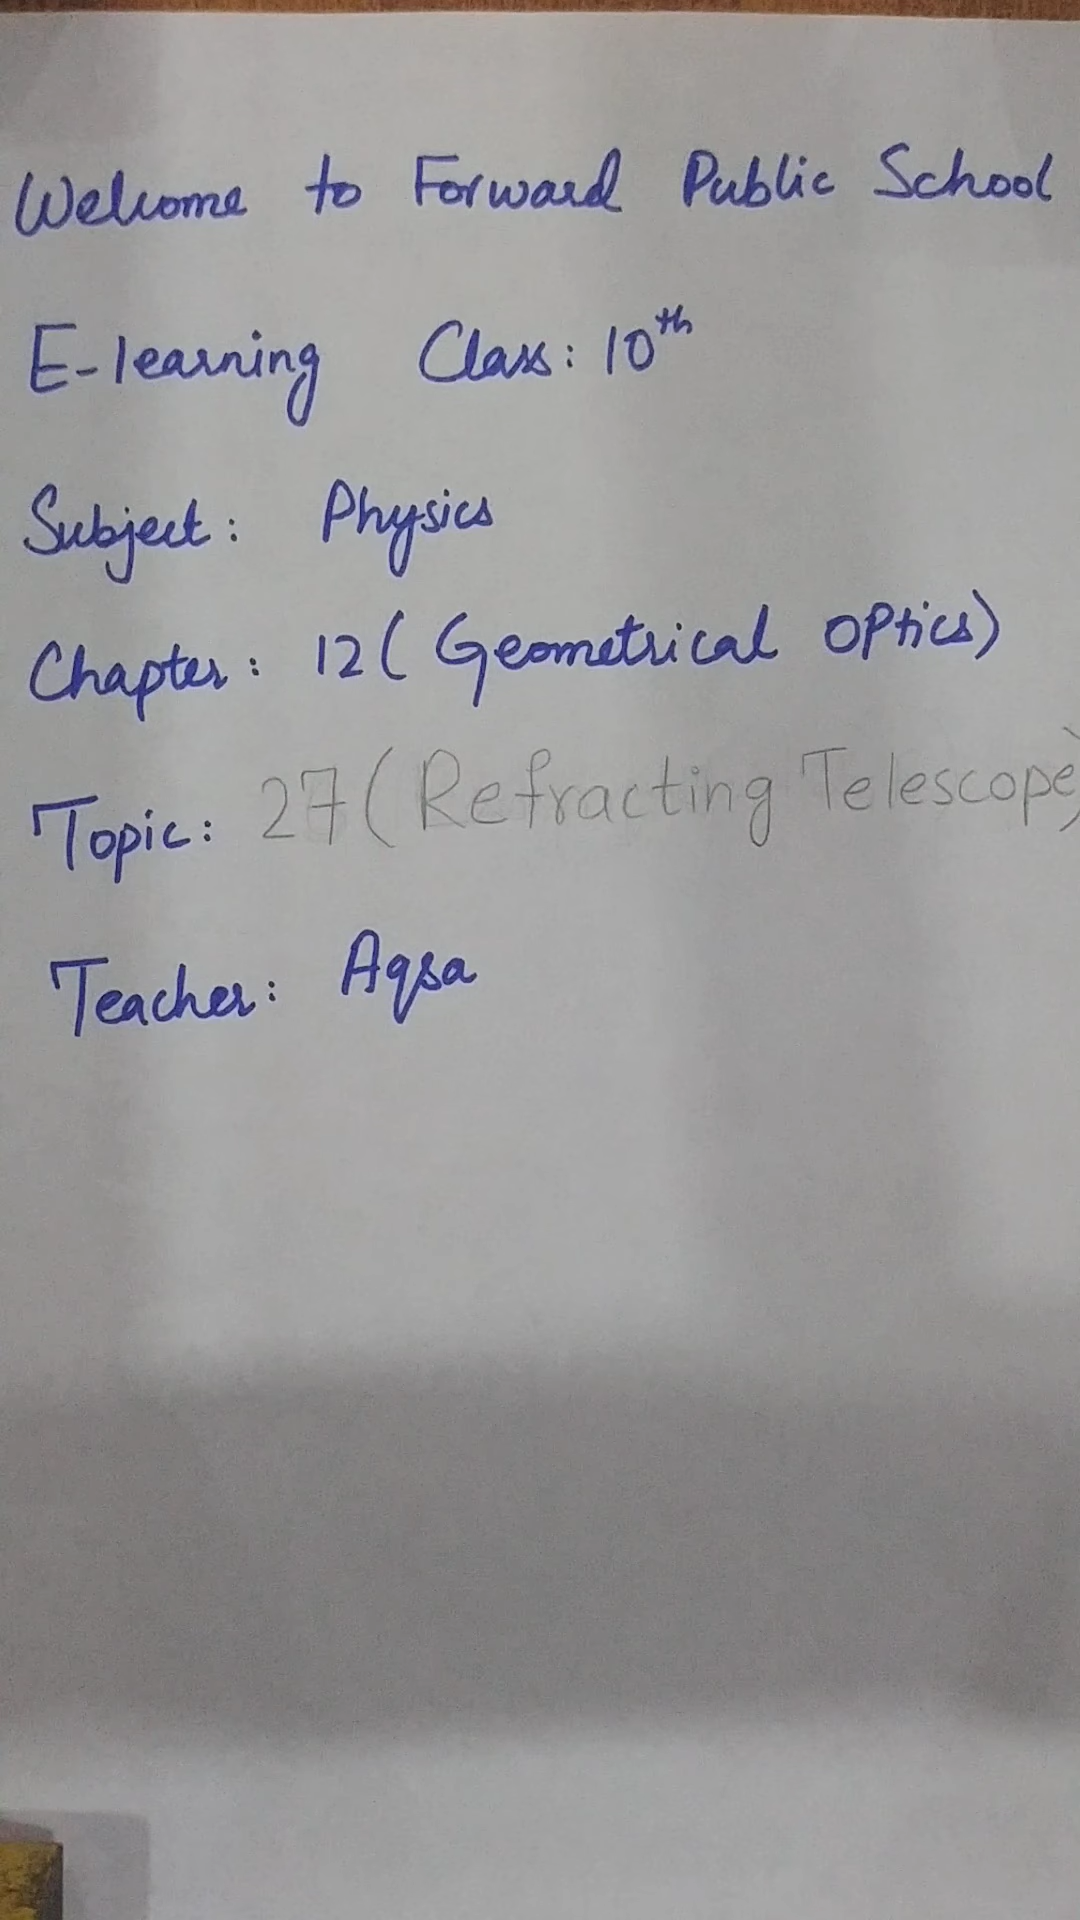 Welcome to Forward Public School
E-learning Class: 10th
Subject: Physics
Chapter: 12 (Geometrical Optics)
Topic: 27 (Refracting Telescope)
Teacher: Aqsa